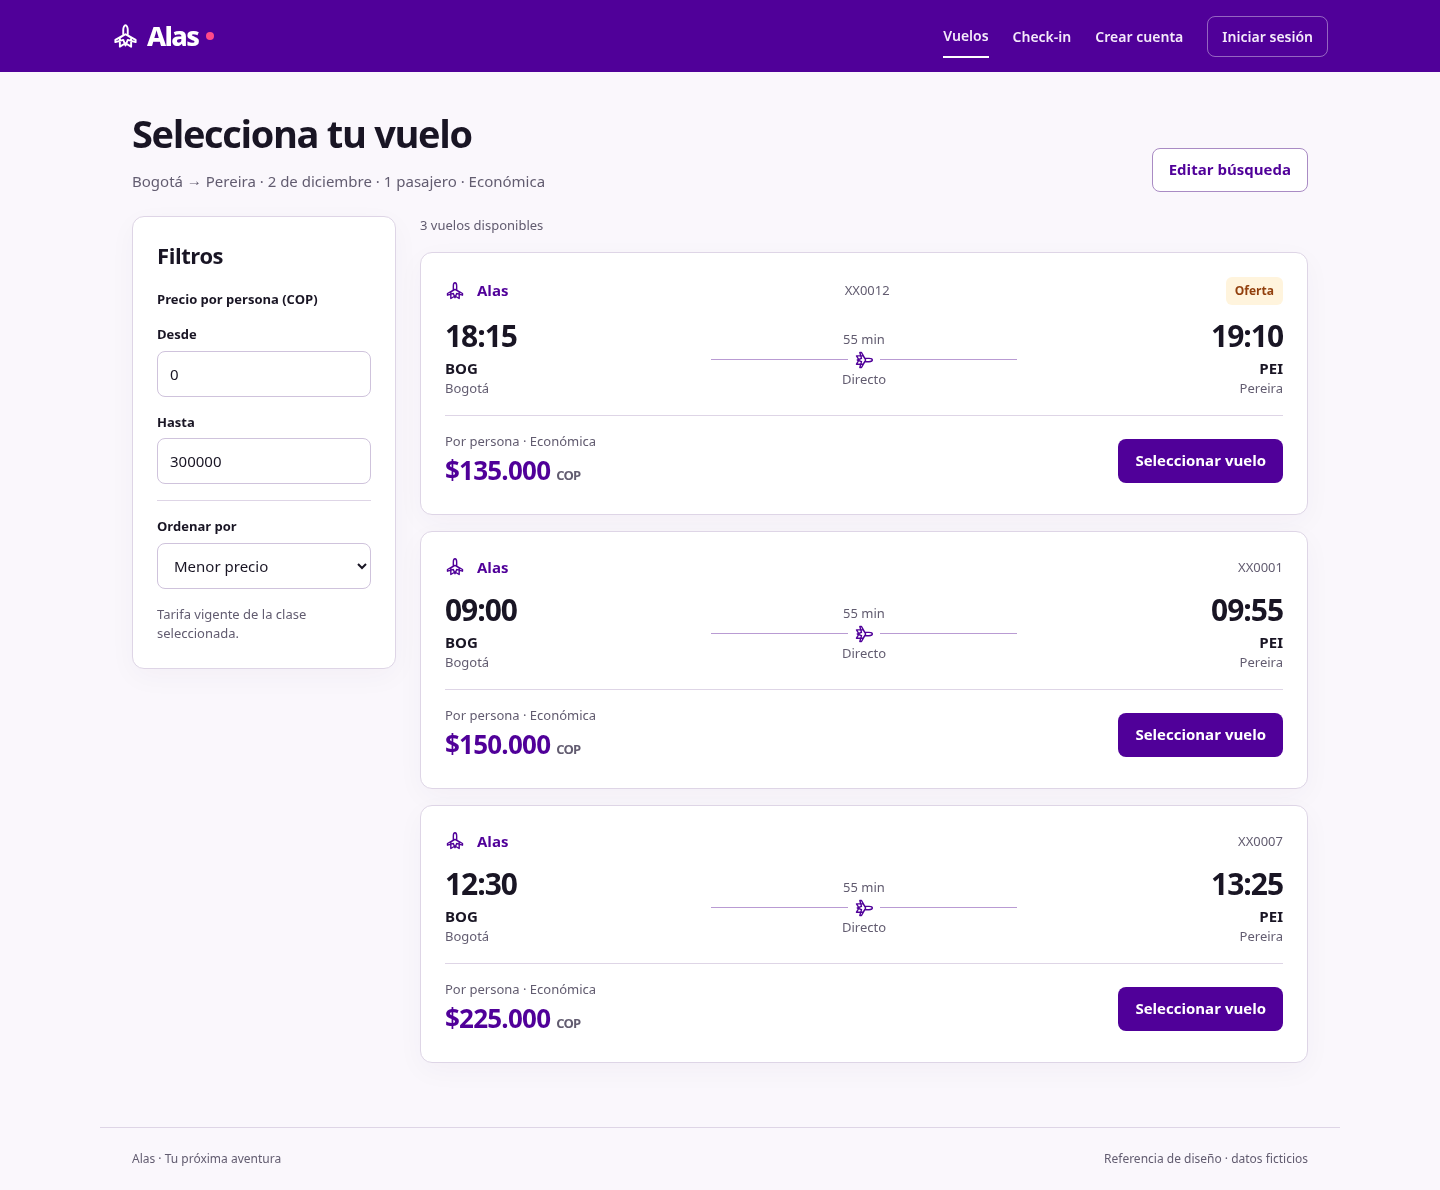 Alas
Vuelos
Check-in
Crear cuenta
Iniciar sesión
Selecciona tu vuelo
Bogotá → Pereira · 2 de diciembre · 1 pasajero · Económica
Editar búsqueda
Filtros
Precio por persona (COP)
Desde
0
Hasta
300000
Ordenar por
Menor precio
Tarifa vigente de la clase
seleccionada.
3 vuelos disponibles
Alas
XX0012
Oferta
18:15
BOG
Bogotá
55 min
Directo
19:10
PEI
Pereira
Por persona · Económica
$135.000 COP
Seleccionar vuelo
Alas
XX0001
09:00
BOG
Bogotá
55 min
Directo
09:55
PEI
Pereira
Por persona · Económica
$150.000 COP
Seleccionar vuelo
Alas
XX0007
12:30
BOG
Bogotá
55 min
Directo
13:25
PEI
Pereira
Por persona · Económica
$225.000 COP
Seleccionar vuelo
Alas · Tu próxima aventura
Referencia de diseño · datos ficticios